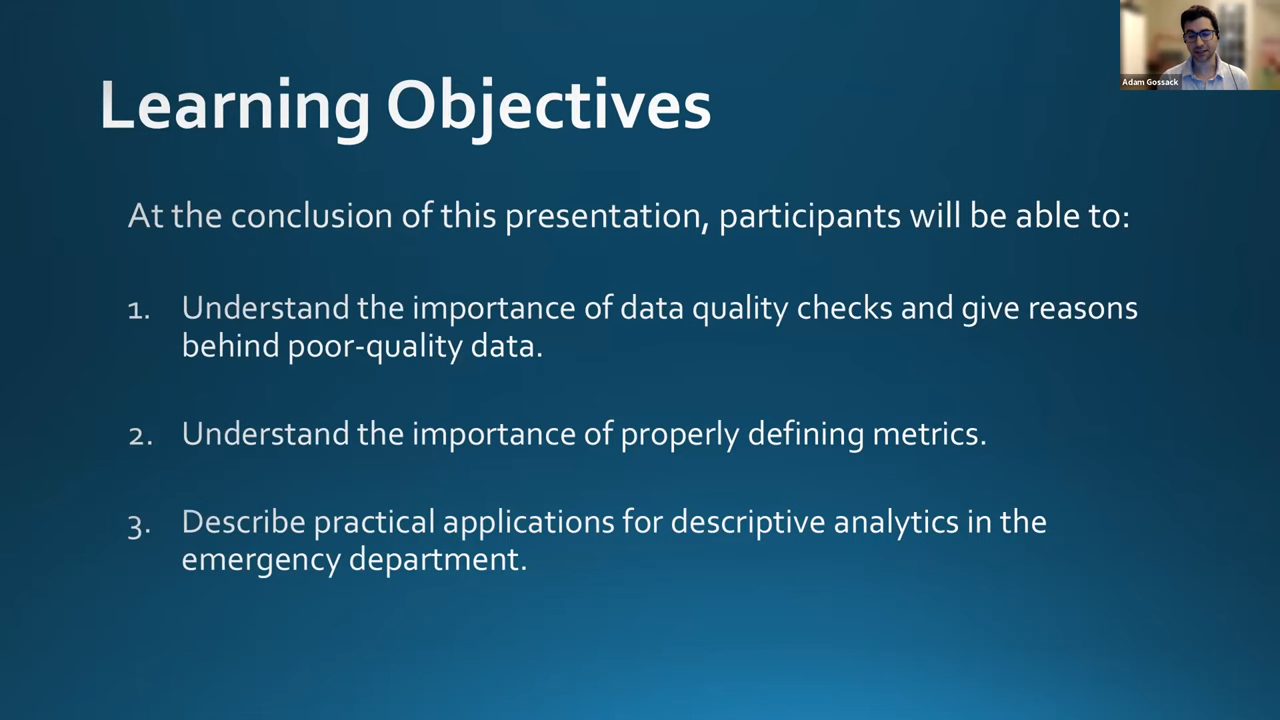 Adam Gossack
Learning Objectives
At the conclusion of this presentation, participants will be able to:
1. Understand the importance of data quality checks and give reasons
behind poor-quality data.
2. Understand the importance of properly defining metrics.
3. Describe practical applications for descriptive analytics in the
emergency department.